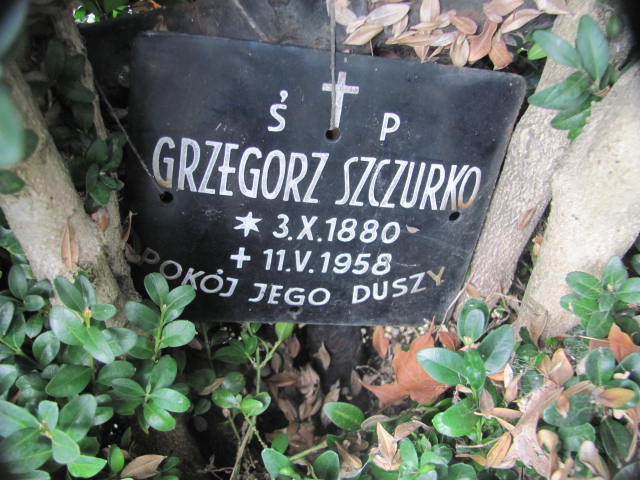 Ś P
GRZEGORZ SZCZURKO
* 3.X.1880
+ 11.V.1958
POKÓJ JEGO DUSZY